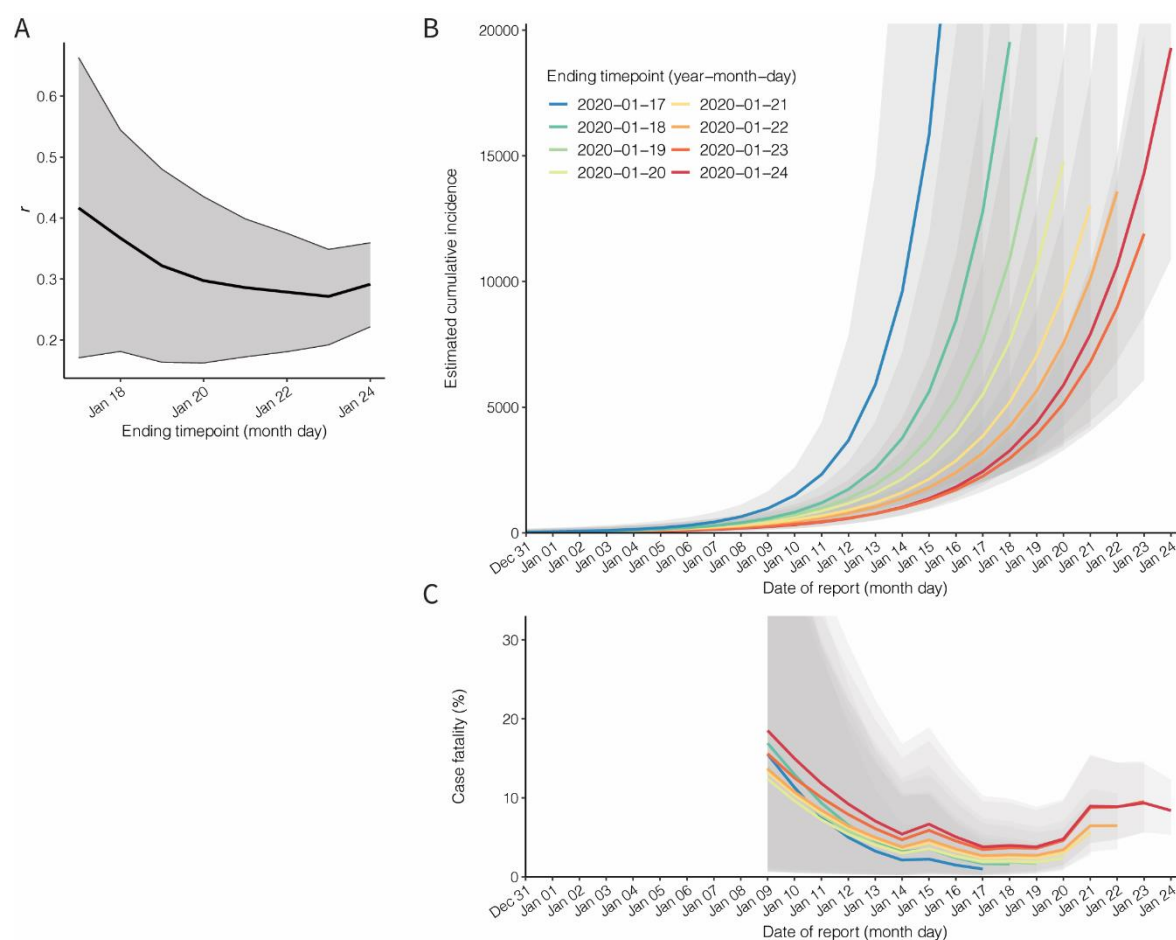 A
r
0.6
0.5
0.4
0.3
0.2
Jan 18
Jan 20
Jan 22
Jan 24
Ending timepoint (month day)
B
Estimated cumulative incidence
20000
15000
10000
5000
0
Ending timepoint (year–month–day)
2020–01–17 2020–01–21
2020–01–18 2020–01–22
2020–01–19 2020–01–23
2020–01–20 2020–01–24
Dec 31
Jan 01
Jan 02
Jan 03
Jan 04
Jan 05
Jan 06
Jan 07
Jan 08
Jan 09
Jan 10
Jan 11
Jan 12
Jan 13
Jan 14
Jan 15
Jan 16
Jan 17
Jan 18
Jan 19
Jan 20
Jan 21
Jan 22
Jan 23
Jan 24
Date of report (month day)
C
Case fatality (%)
30
20
10
0
Dec 31
Jan 01
Jan 02
Jan 03
Jan 04
Jan 05
Jan 06
Jan 07
Jan 08
Jan 09
Jan 10
Jan 11
Jan 12
Jan 13
Jan 14
Jan 15
Jan 16
Jan 17
Jan 18
Jan 19
Jan 20
Jan 21
Jan 22
Jan 23
Jan 24
Date of report (month day)